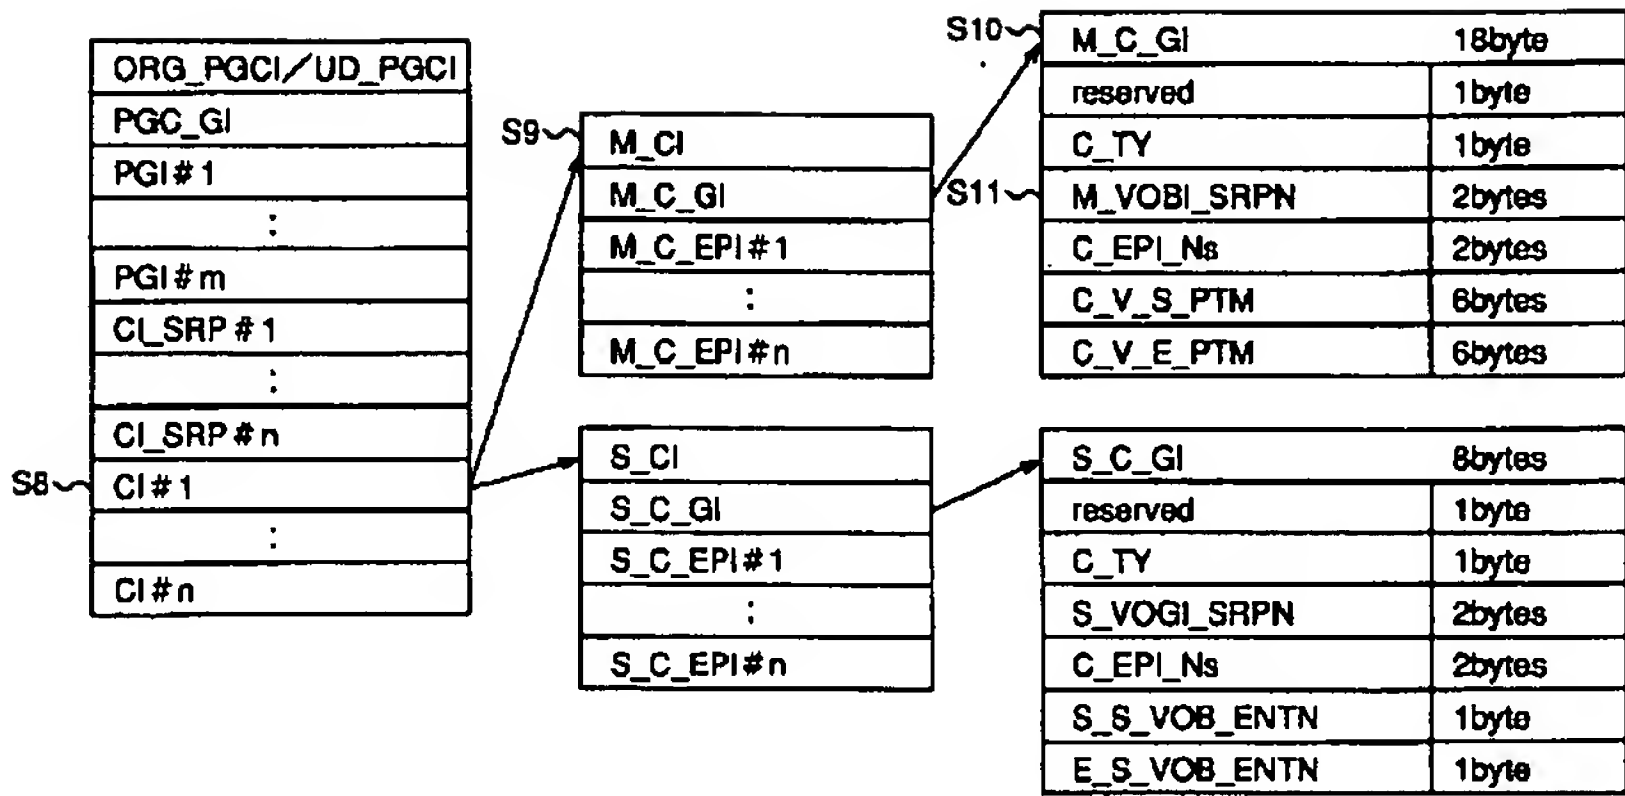 ORG_PGCI/UD_PGCI
PGC_GI
PGI#1
:
PGI#m
CI_SRP#1
:
CI_SRP#n
S8 CI#1
:
CI#n
S9 M_CI
M_C_GI
M_C_EPI#1
:
M_C_EPI#n
S_CI
S_C_GI
S_C_EPI#1
:
S_C_EPI#n
S10 M_C_GI 18byte
reserved 1byte
C_TY 1byte
S11 M_VOBI_SRPN 2bytes
C_EPI_Ns 2bytes
C_V_S_PTM 6bytes
C_V_E_PTM 6bytes
S_C_GI 8bytes
reserved 1byte
C_TY 1byte
S_VOGI_SRPN 2bytes
C_EPI_Ns 2bytes
S_S_VOB_ENTN 1byte
E_S_VOB_ENTN 1byte